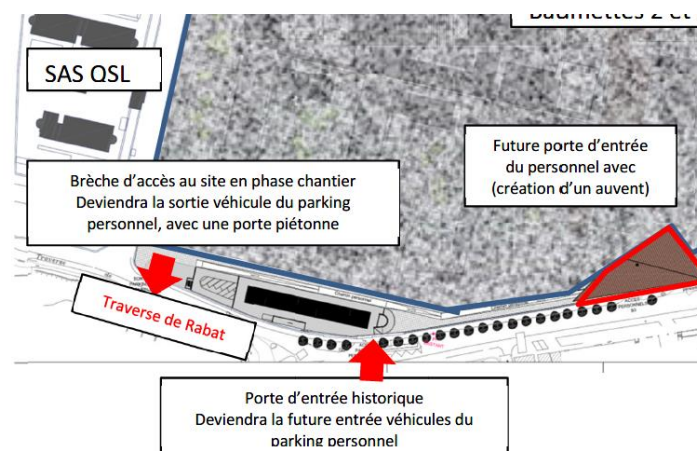 Baumettes 2 et
SAS QSL
Future porte d'entrée
du personnel avec
(création d'un auvent)
Brèche d'accès au site en phase chantier
Deviendra la sortie véhicule du parking
personnel, avec une porte piétonne
Traverse
Traverse de Rabat
Porte d'entrée historique
Deviendra la future entrée véhicules du
parking personnel